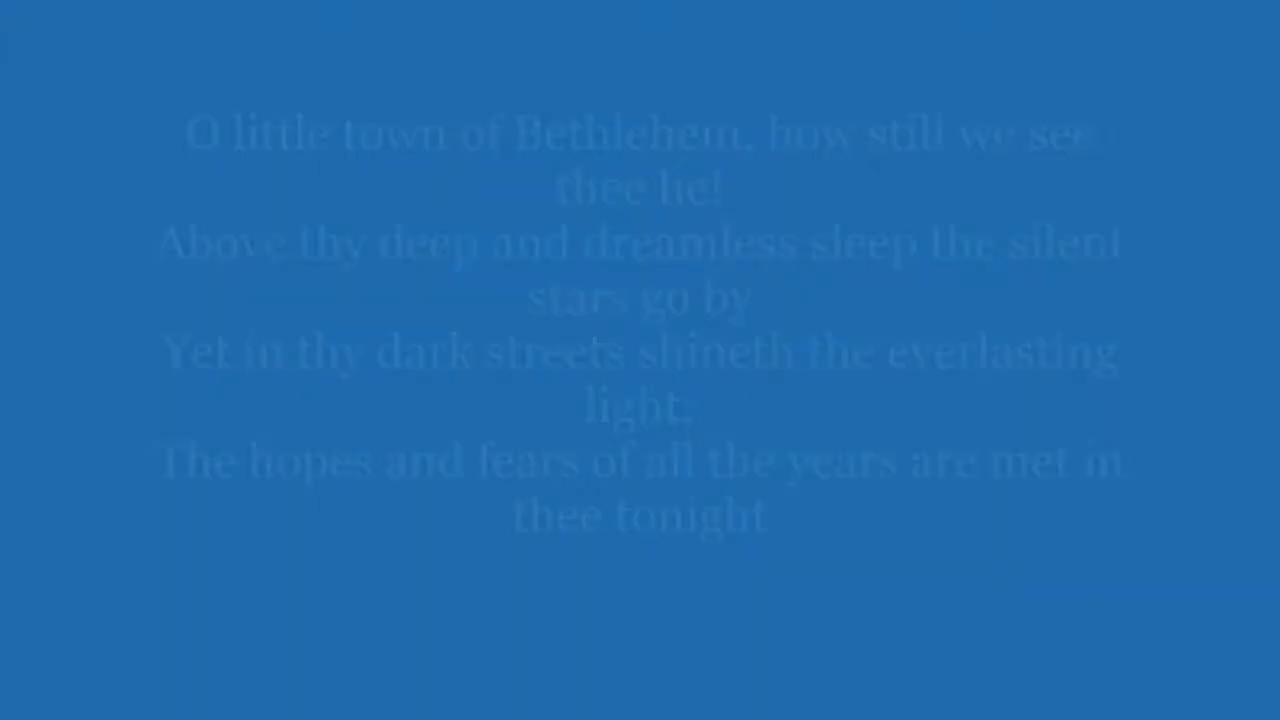 O little town of Bethlehem, how still we see
thee lie!
Above thy deep and dreamless sleep the silent
stars go by
Yet in thy dark streets shineth the everlasting
light.
The hopes and fears of all the years are met in
thee tonight